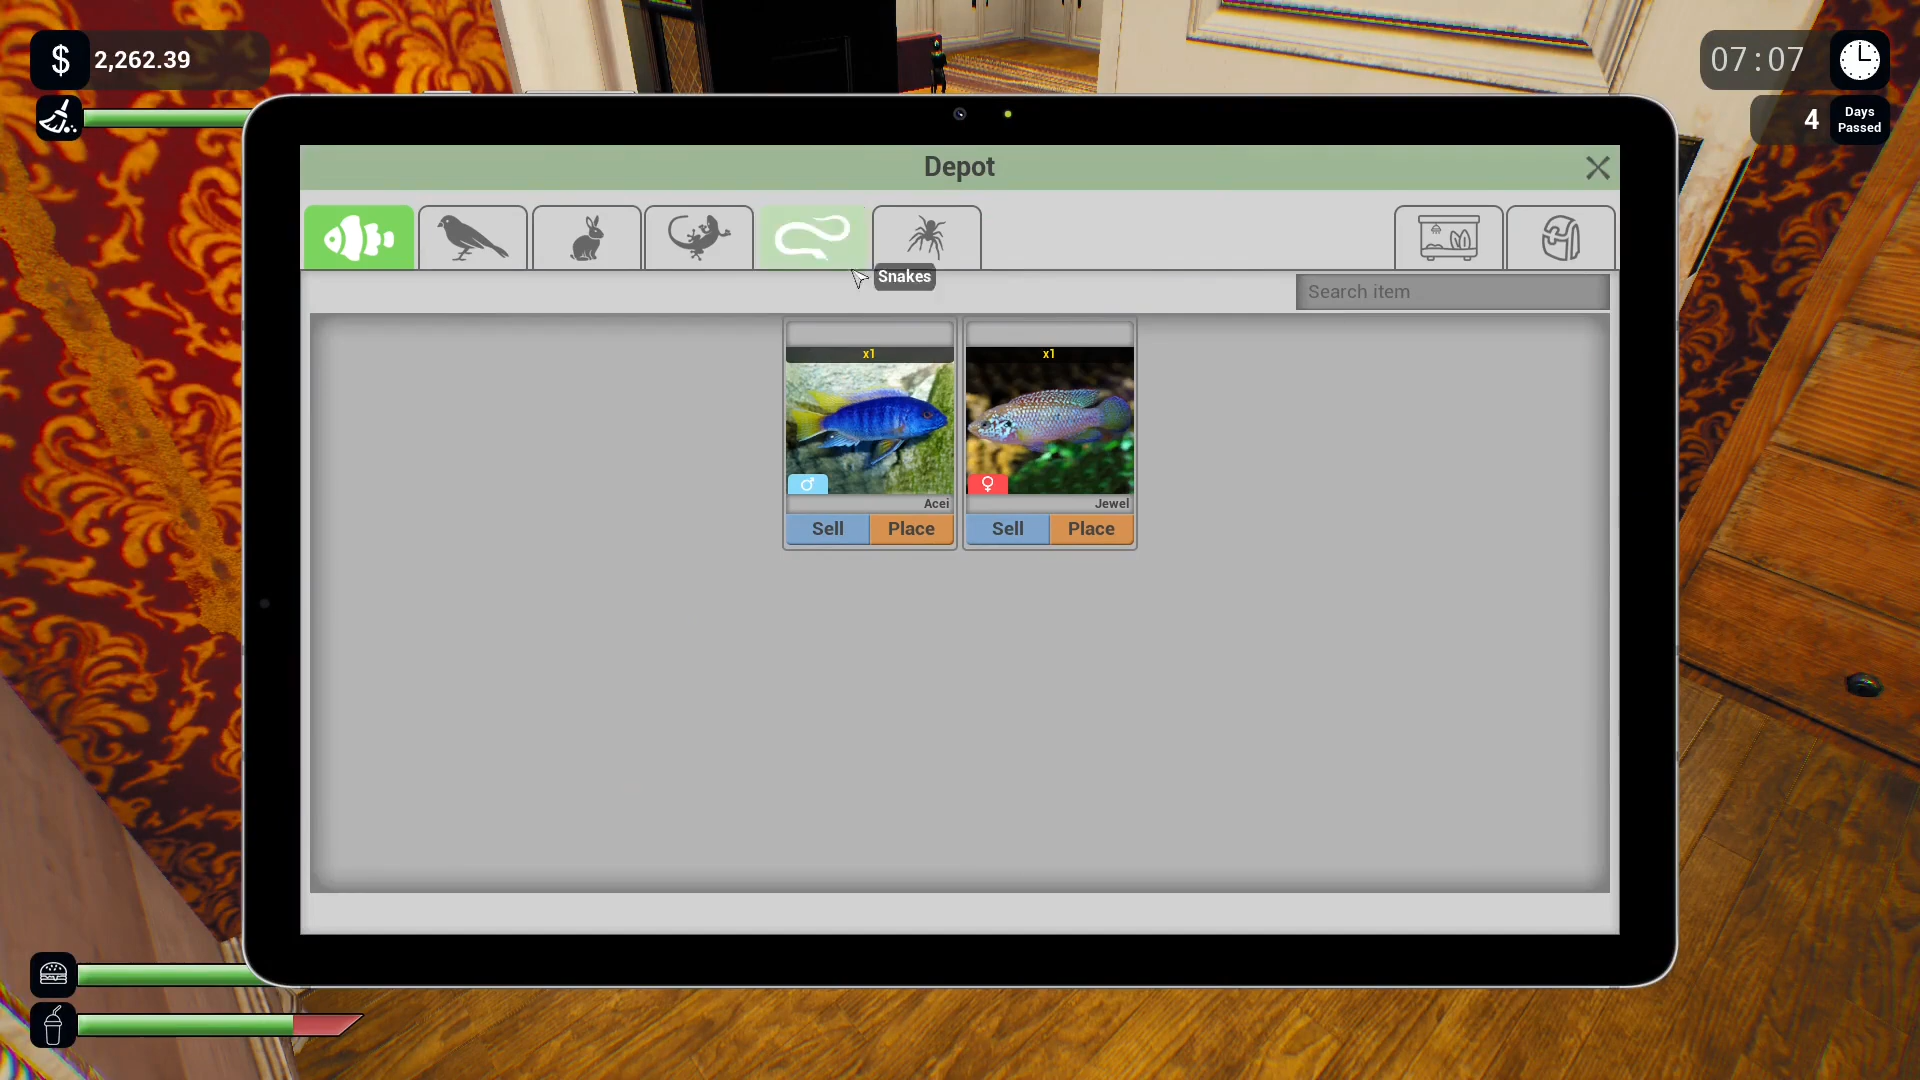 $ 2,262.39
07:07
4 Days Passed
Depot
Snakes
Search item
x1
x1
Acei
Jewel
Sell Place
Sell Place